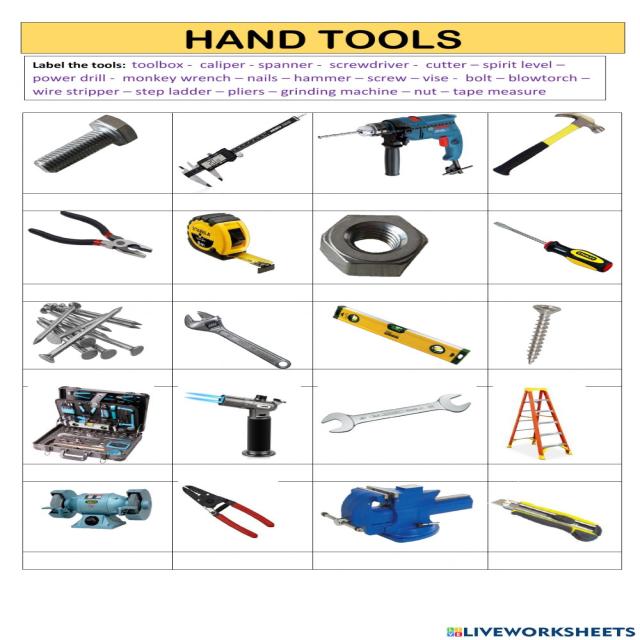 HAND TOOLS
Label the tools: toolbox - caliper - spanner - screwdriver - cutter – spirit level –
power drill - monkey wrench – nails – hammer – screw – vise - bolt – blowtorch –
wire stripper – step ladder – pliers – grinding machine – nut – tape measure
LIVEWORKSHEETS